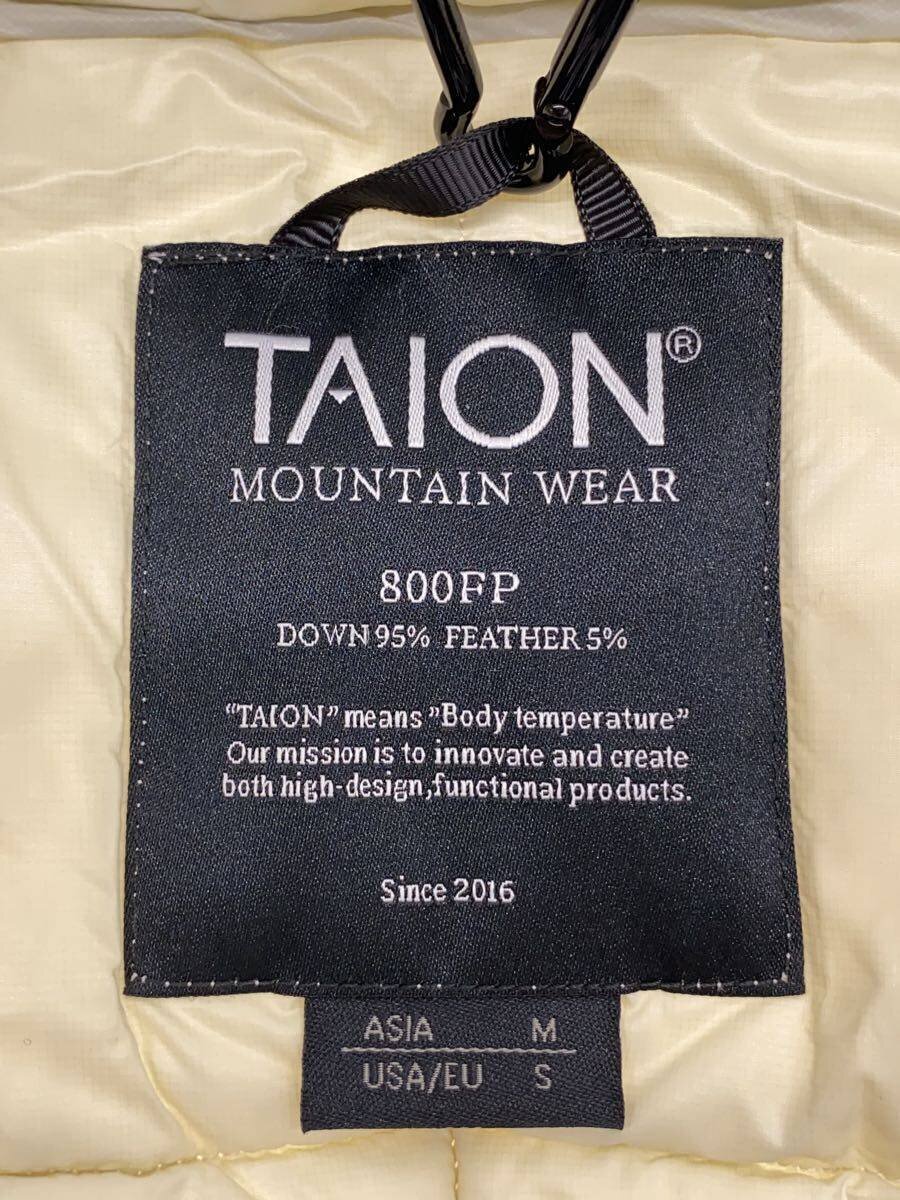 TAION®
MOUNTAIN WEAR
800FP
DOWN 95% FEATHER 5%
“TAION” means ”Body temperature”
Our mission is to innovate and create
both high-design,functional products.
Since 2016
ASIA M
USA/EU S